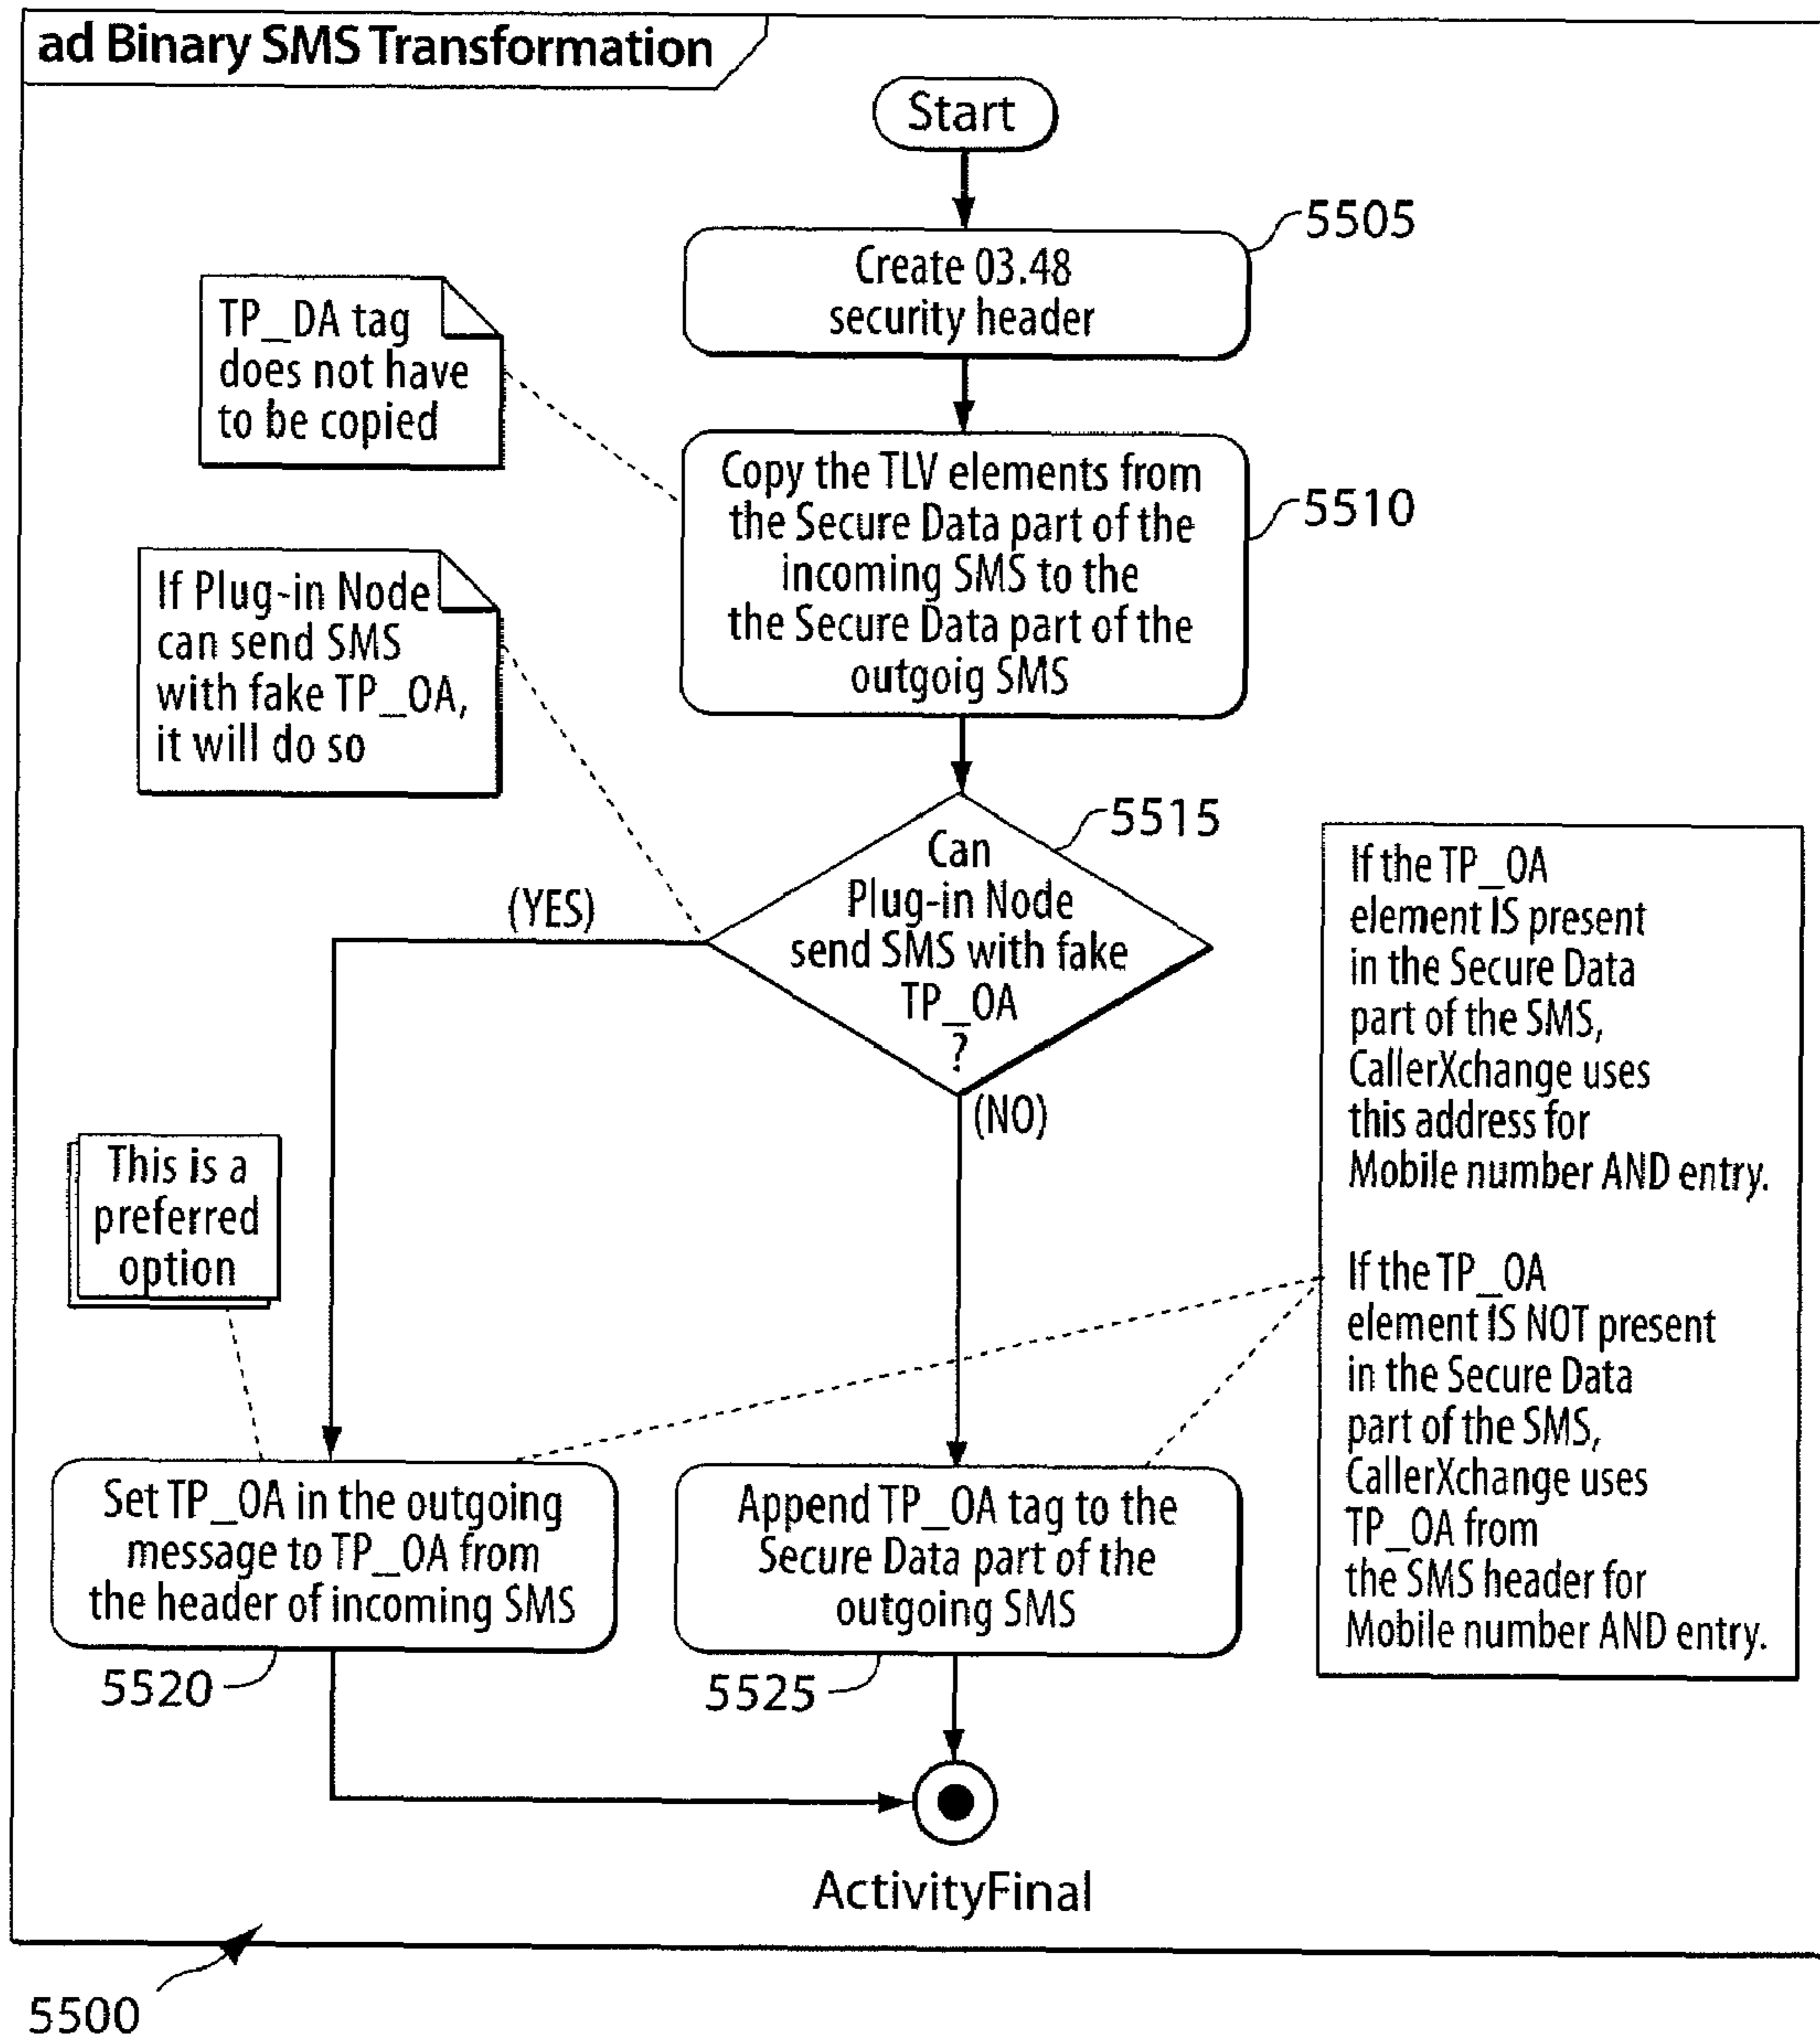 ad Binary SMS Transformation
Start
5505
Create 03.48
security header
TP_DA tag
does not have
to be copied
Copy the TLV elements from
the Secure Data part of the
incoming SMS to the
the Secure Data part of the
outgoig SMS
5510
If Plug-in Node
can send SMS
with fake TP_OA,
it will do so
5515
Can
Plug-in Node
send SMS with fake
TP_OA
?
(YES)
(NO)
If the TP_OA
element IS present
in the Secure Data
part of the SMS,
CallerXchange uses
this address for
Mobile number AND entry.
If the TP_OA
element IS NOT present
in the Secure Data
part of the SMS,
CallerXchange uses
TP_OA from
the SMS header for
Mobile number AND entry.
This is a
preferred
option
Set TP_OA in the outgoing
message to TP_OA from
the header of incoming SMS
5520
Append TP_OA tag to the
Secure Data part of the
outgoing SMS
5525
ActivityFinal
5500